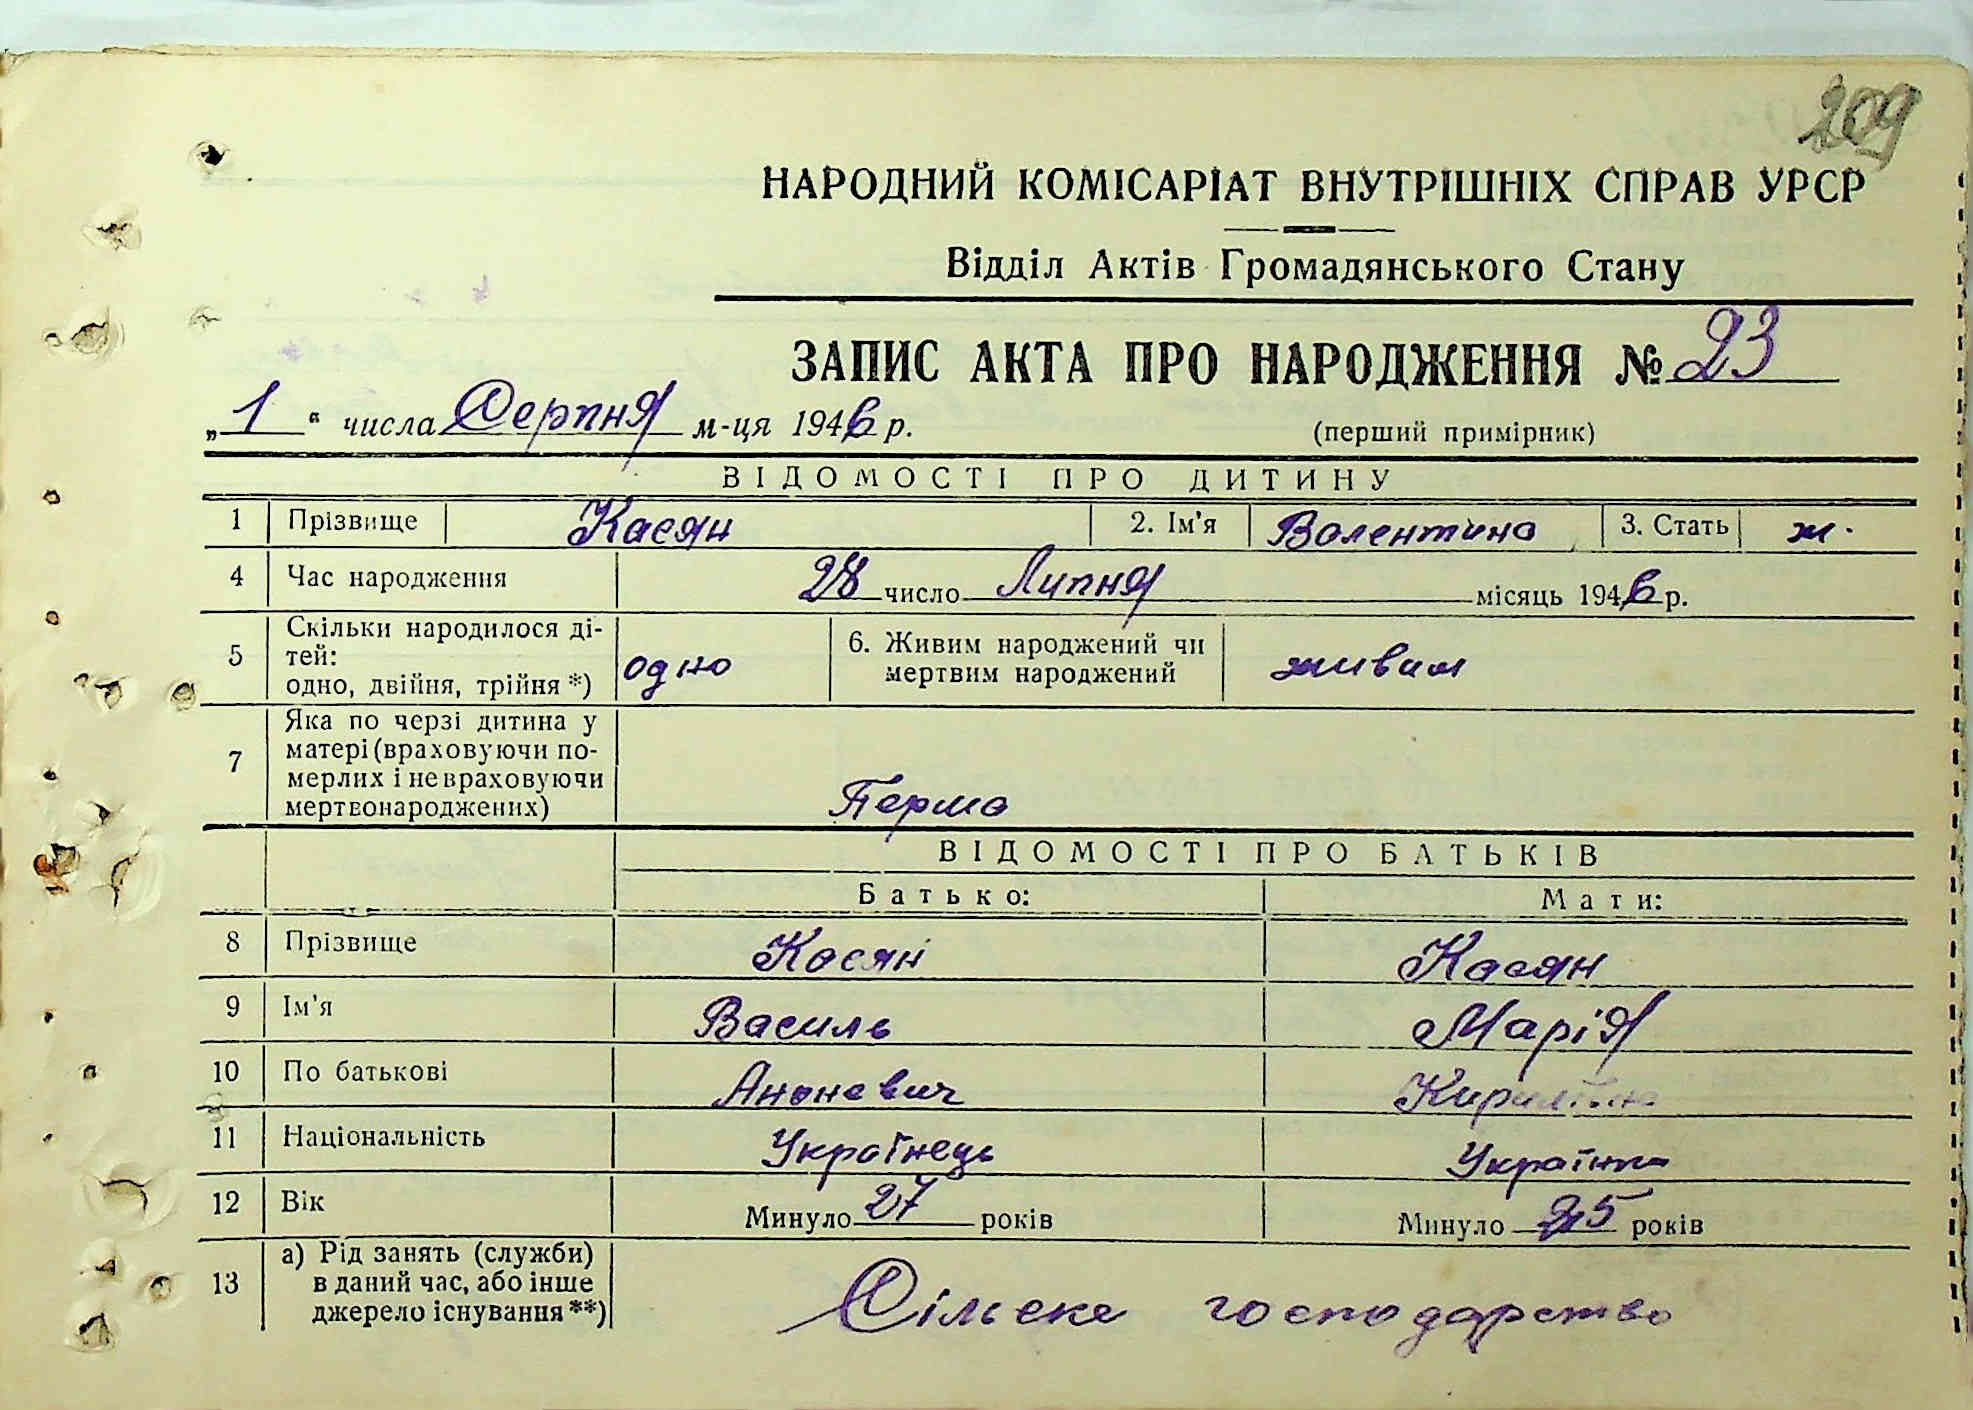 209
НАРОДНИЙ КОМІСАРІАТ ВНУТРІШНІХ СПРАВ УРСР
Відділ Актів Громадянського Стану
ЗАПИС АКТА ПРО НАРОДЖЕННЯ № 23
„1“ числа Серпня м-ця 1946 р. (перший примірник)
ВІДОМОСТІ ПРО ДИТИНУ
1 Прізвище Касян 2. Ім'я Валентина 3. Стать ж.
4 Час народження 28 число Липня місяць 1946 р.
5 Скільки народилося дітей: одно, двійня, трійня *) одно 6. Живим народжений чи мертвим народжений живим
7 Яка по черзі дитина у матері (враховуючи померлих і не враховуючи мертвонароджених) Перша
ВІДОМОСТІ ПРО БАТЬКІВ
Батько: Мати:
8 Прізвище Касян Касян
9 Ім'я Василь Марія
10 По батькові
11 Національність Українець Українка
12 Вік Минуло 27 років Минуло 25 років
13 а) Рід занять (служби) в даний час, або інше джерело існування **) Сільске господарство